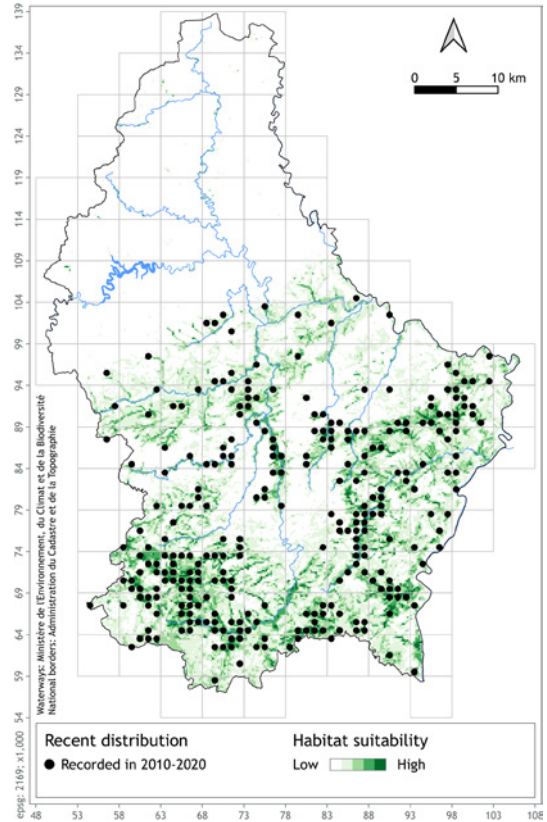 139
134
129
124
119
114
109
104
99
94
89
84
79
74
69
64
59
54
0 5 10 km
Waterways: Ministère de l'Environnement, du Climat et de la Biodiversité
National borders: Administration du Cadastre et de la Topographie
epsg: 2169; x1,000
Recent distribution
Recorded in 2010-2020
Habitat suitability
Low High
48 53 58 63 68 73 78 83 88 93 98 103 108